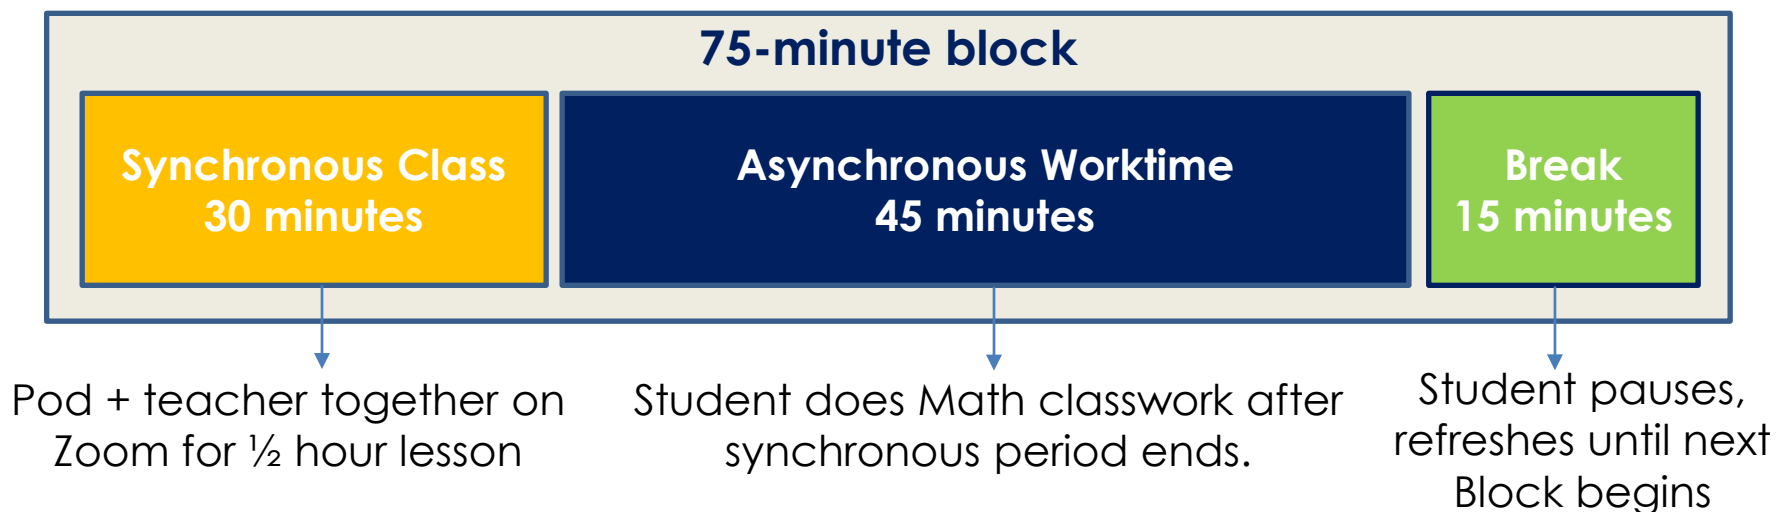 75-minute block
Synchronous Class
30 minutes
Asynchronous Worktime
45 minutes
Break
15 minutes
Pod + teacher together on
Zoom for ½ hour lesson
Student does Math classwork after
synchronous period ends.
Student pauses,
refreshes until next
Block begins